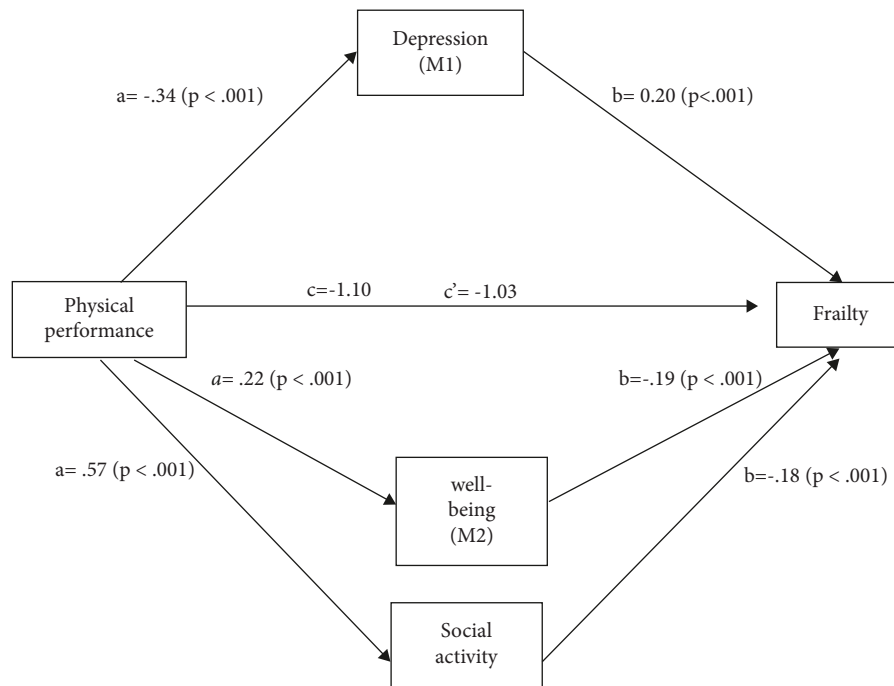 Depression
(M1)
a= -.34 (p < .001)
b= 0.20 (p<.001)
Physical
performance
c=-1.10
c’= -1.03
Frailty
a= .22 (p < .001)
b=-.19 (p < .001)
a= .57 (p < .001)
b=-.18 (p < .001)
well-
being
(M2)
Social
activity